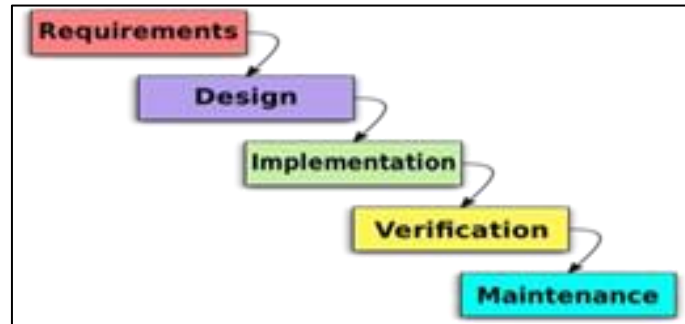 Requirements
Design
Implementation
Verification
Maintenance